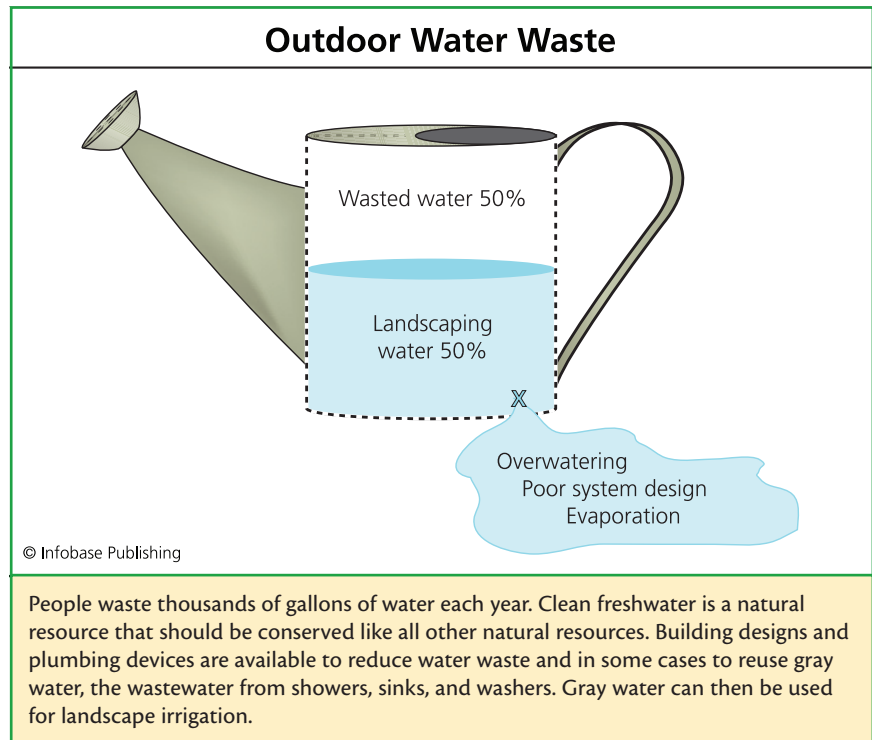 Outdoor Water Waste
Wasted water 50%
Landscaping
water 50%
X
Overwatering
Poor system design
Evaporation
© Infobase Publishing
People waste thousands of gallons of water each year. Clean freshwater is a natural
resource that should be conserved like all other natural resources. Building designs and
plumbing devices are available to reduce water waste and in some cases to reuse gray
water, the wastewater from showers, sinks, and washers. Gray water can then be used
for landscape irrigation.